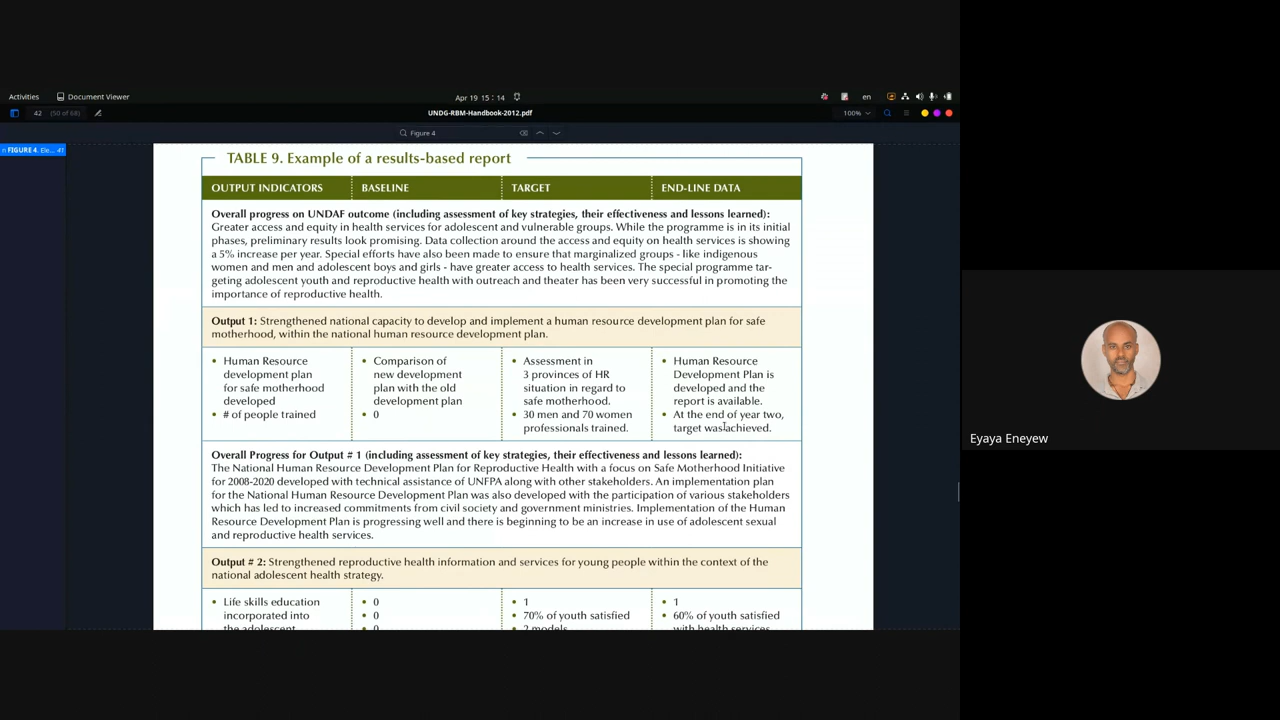 Activities
Document Viewer
Apr 19 15 : 14
en
42
(50 of 68)
UNDG-RBM-Handbook-2012.pdf
100%
Figure 4
n FIGURE 4. Ele... 47
TABLE 9. Example of a results-based report
OUTPUT INDICATORS BASELINE TARGET END-LINE DATA
Overall progress on UNDAF outcome (including assessment of key strategies, their effectiveness and lessons learned):
Greater access and equity in health services for adolescent and vulnerable groups. While the programme is in its initial
phases, preliminary results look promising. Data collection around the access and equity on health services is showing
a 5% increase per year. Special efforts have also been made to ensure that marginalized groups - like indigenous
women and men and adolescent boys and girls - have greater access to health services. The special programme tar-
geting adolescent youth and reproductive health with outreach and theater has been very successful in promoting the
importance of reproductive health.
Output 1: Strengthened national capacity to develop and implement a human resource development plan for safe
motherhood, within the national human resource development plan.
• Human Resource
development plan
for safe motherhood
developed
• # of people trained
• Comparison of
new development
plan with the old
development plan
• 0
• Assessment in
3 provinces of HR
situation in regard to
safe motherhood.
• 30 men and 70 women
professionals trained.
• Human Resource
Development Plan is
developed and the
report is available.
• At the end of year two,
target was achieved.
Overall Progress for Output # 1 (including assessment of key strategies, their effectiveness and lessons learned):
The National Human Resource Development Plan for Reproductive Health with a focus on Safe Motherhood Initiative
for 2008-2020 developed with technical assistance of UNFPA along with other stakeholders. An implementation plan
for the National Human Resource Development Plan was also developed with the participation of various stakeholders
which has led to increased commitments from civil society and government ministries. Implementation of the Human
Resource Development Plan is progressing well and there is beginning to be an increase in use of adolescent sexual
and reproductive health services.
Output # 2: Strengthened reproductive health information and services for young people within the context of the
national adolescent health strategy.
• Life skills education
incorporated into
the adolescent
• 0
• 0
• 0
• 1
• 70% of youth satisfied
• 2 models
• 1
• 60% of youth satisfied
with health services
Eyaya Eneyew